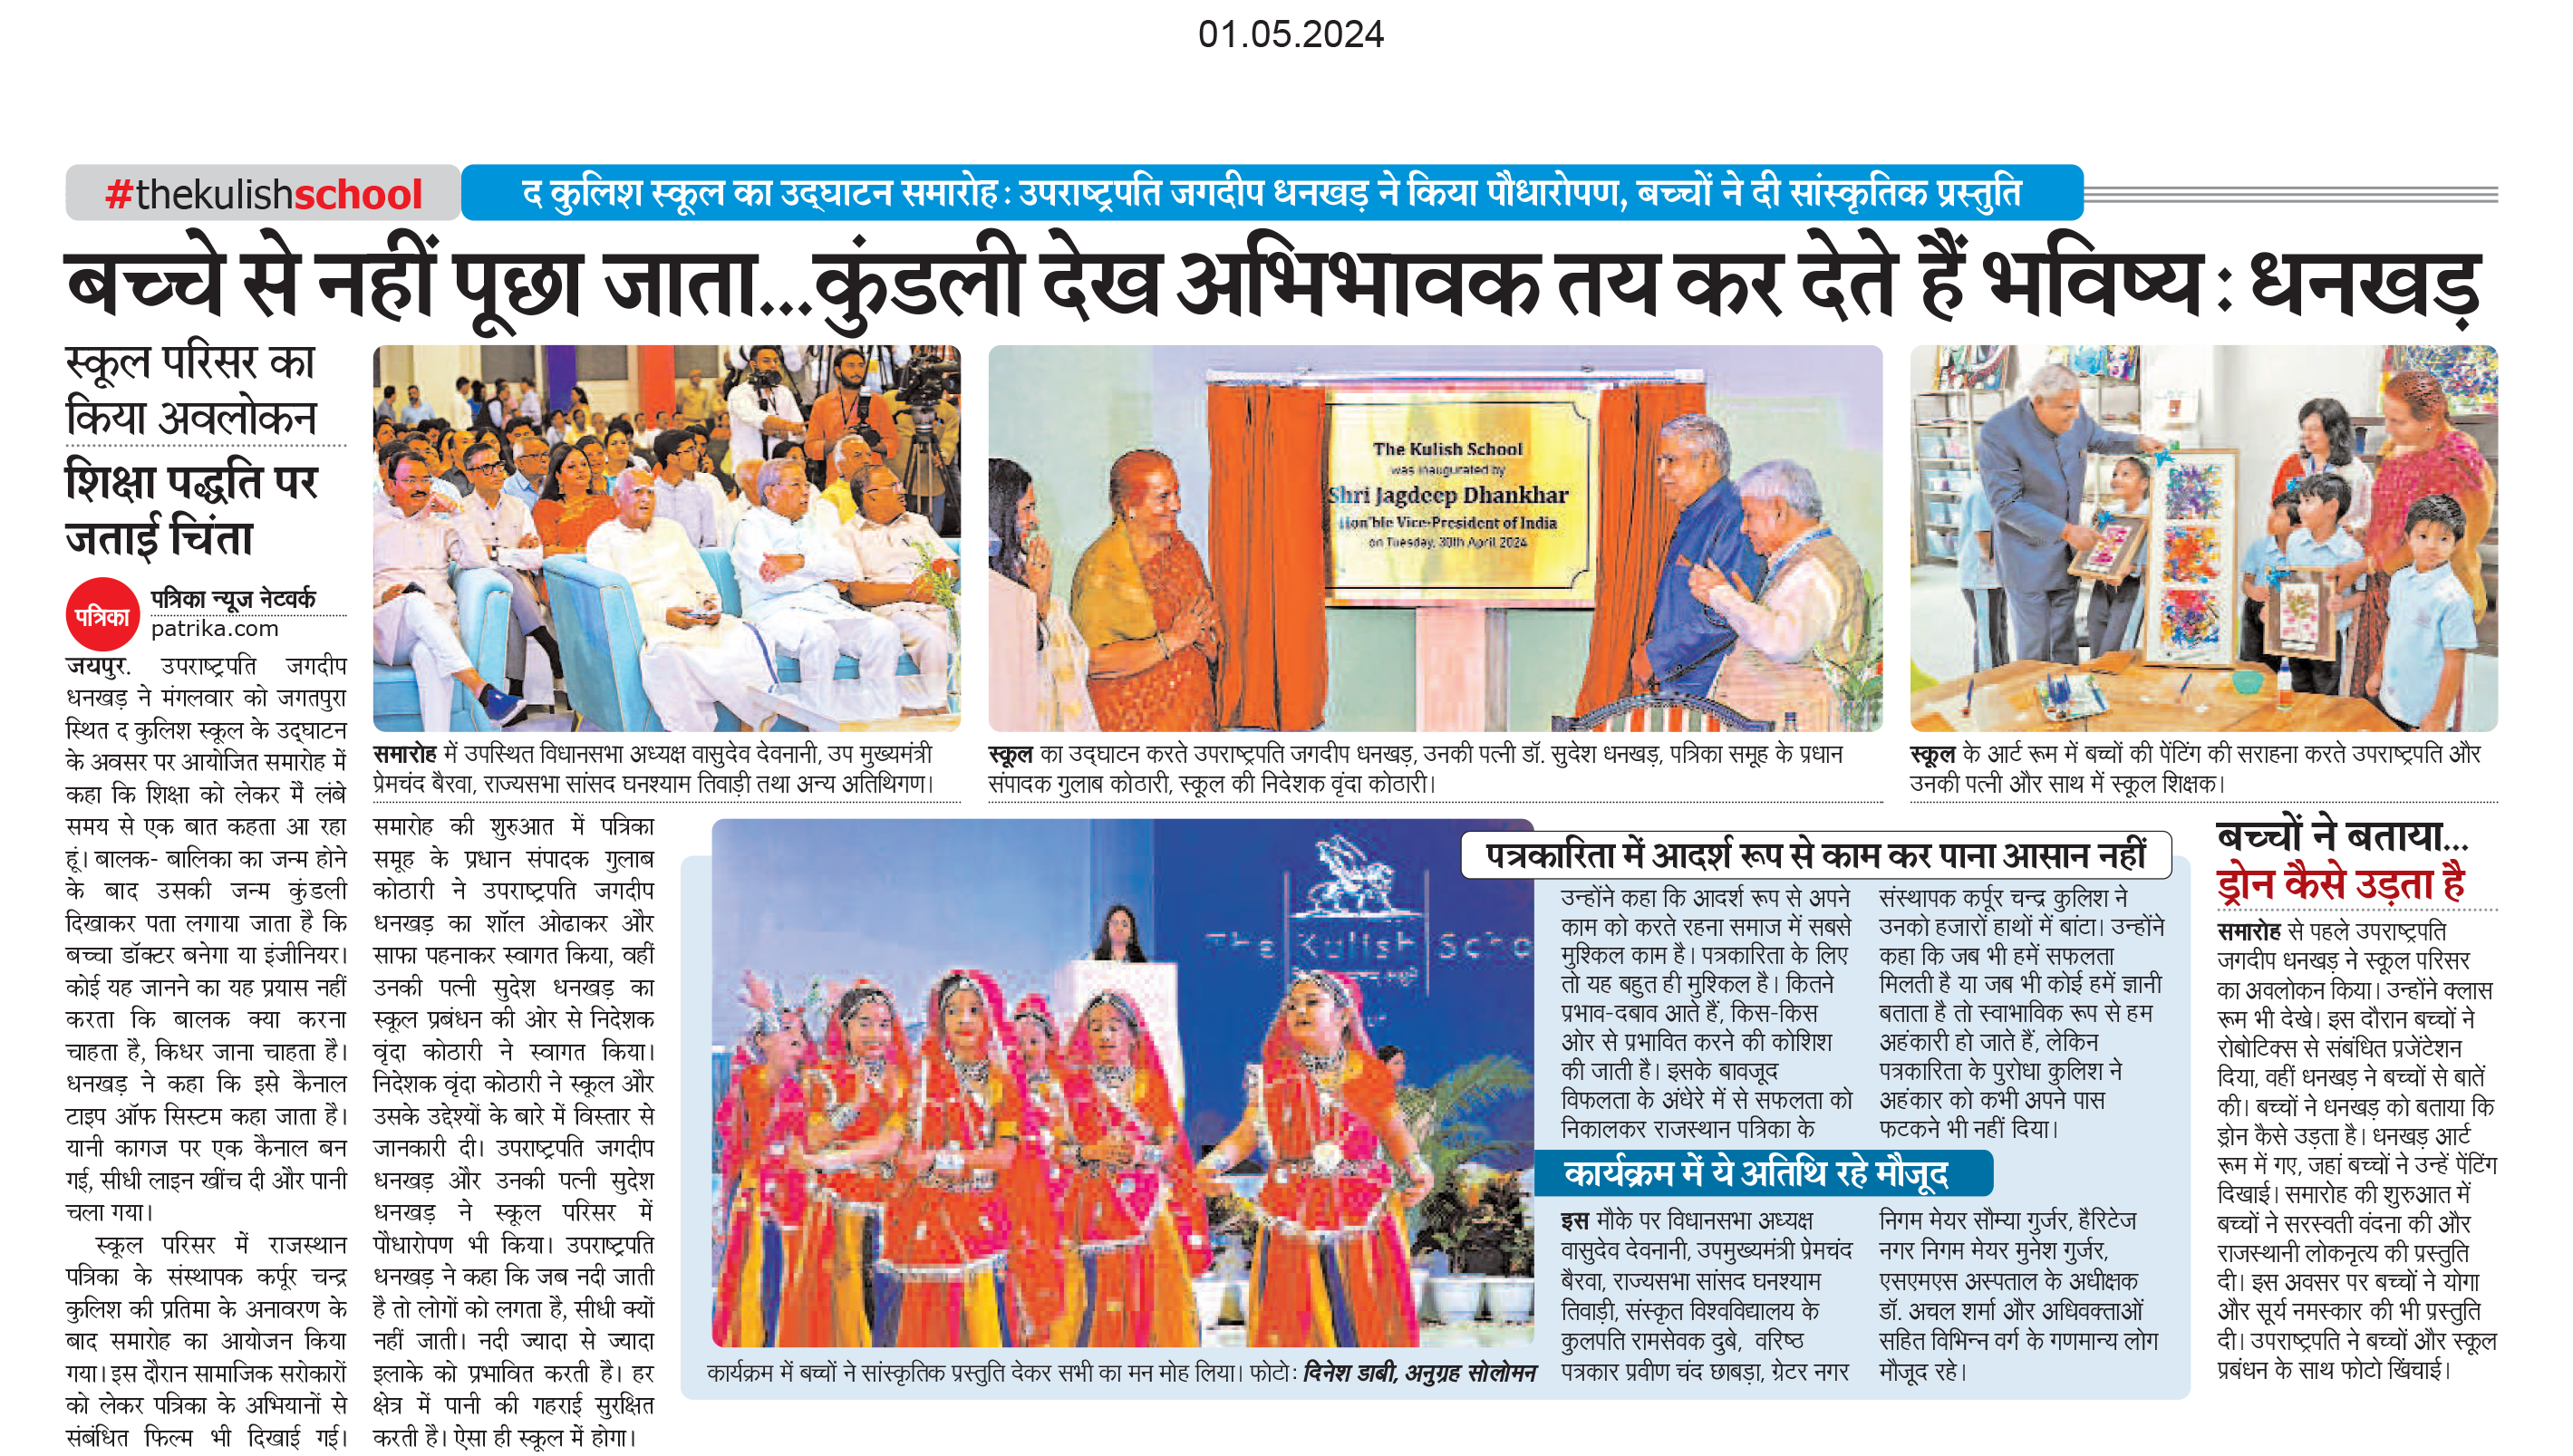 01.05.2024
#thekulishschool
द कुलिश स्कूल का उद्घाटन समारोह: उपराष्ट्रपति जगदीप धनखड़ ने किया पौधारोपण, बच्चों ने दी सांस्कृतिक प्रस्तुति
बच्चे से नहीं पूछा जाता...कुंडली देख अभिभावक तय कर देते हैं भविष्य: धनखड़
स्कूल परिसर का
किया अवलोकन
शिक्षा पद्धति पर
जताई चिंता
पत्रिका
पत्रिका न्यूज नेटवर्क
patrika.com
जयपुर. उपराष्ट्रपति जगदीप
धनखड़ ने मंगलवार को जगतपुरा
स्थित द कुलिश स्कूल के उद्घाटन
के अवसर पर आयोजित समारोह में
कहा कि शिक्षा को लेकर मैं लंबे
समय से एक बात कहता आ रहा
हूं। बालक- बालिका का जन्म होने
के बाद उसकी जन्म कुंडली
दिखाकर पता लगाया जाता है कि
बच्चा डॉक्टर बनेगा या इंजीनियर।
कोई यह जानने का यह प्रयास नहीं
करता कि बालक क्या करना
चाहता है, किधर जाना चाहता है।
धनखड़ ने कहा कि इसे कैनाल
टाइप ऑफ सिस्टम कहा जाता है।
यानी कागज पर एक कैनाल बन
गई, सीधी लाइन खींच दी और पानी
चला गया।
स्कूल परिसर में राजस्थान
पत्रिका के संस्थापक कर्पूर चन्द्र
कुलिश की प्रतिमा के अनावरण के
बाद समारोह का आयोजन किया
गया। इस दौरान सामाजिक सरोकारों
को लेकर पत्रिका के अभियानों से
संबंधित फिल्म भी दिखाई गई।
समारोह में उपस्थित विधानसभा अध्यक्ष वासुदेव देवनानी, उप मुख्यमंत्री
प्रेमचंद बैरवा, राज्यसभा सांसद घनश्याम तिवाड़ी तथा अन्य अतिथिगण।
समारोह की शुरुआत में पत्रिका
समूह के प्रधान संपादक गुलाब
कोठारी ने उपराष्ट्रपति जगदीप
धनखड़ का शॉल ओढाकर और
साफा पहनाकर स्वागत किया, वहीं
उनकी पत्नी सुदेश धनखड़ का
स्कूल प्रबंधन की ओर से निदेशक
वृंदा कोठारी ने स्वागत किया।
निदेशक वृंदा कोठारी ने स्कूल और
उसके उद्देश्यों के बारे में विस्तार से
जानकारी दी। उपराष्ट्रपति जगदीप
धनखड़ और उनकी पत्नी सुदेश
धनखड़ ने स्कूल परिसर में
पौधारोपण भी किया। उपराष्ट्रपति
धनखड़ ने कहा कि जब नदी जाती
है तो लोगों को लगता है, सीधी क्यों
नहीं जाती। नदी ज्यादा से ज्यादा
इलाके को प्रभावित करती है। हर
क्षेत्र में पानी की गहराई सुरक्षित
करती है। ऐसा ही स्कूल में होगा।
The Kulish School
was inaugurated by
Shri Jagdeep Dhankhar
Hon'ble Vice-President of India
on Tuesday, 30th April 2024
स्कूल का उद्घाटन करते उपराष्ट्रपति जगदीप धनखड़, उनकी पत्नी डॉ. सुदेश धनखड़, पत्रिका समूह के प्रधान
संपादक गुलाब कोठारी, स्कूल की निदेशक वृंदा कोठारी।
स्कूल के आर्ट रूम में बच्चों की पेंटिंग की सराहना करते उपराष्ट्रपति और
उनकी पत्नी और साथ में स्कूल शिक्षक।
The Kulish Scho
कार्यक्रम में बच्चों ने सांस्कृतिक प्रस्तुति देकर सभी का मन मोह लिया। फोटो: दिनेश डाबी, अनुग्रह सोलोमन
पत्रकारिता में आदर्श रूप से काम कर पाना आसान नहीं
उन्होंने कहा कि आदर्श रूप से अपने
काम को करते रहना समाज में सबसे
मुश्किल काम है। पत्रकारिता के लिए
तो यह बहुत ही मुश्किल है। कितने
प्रभाव-दबाव आते हैं, किस-किस
ओर से प्रभावित करने की कोशिश
की जाती है। इसके बावजूद
विफलता के अंधेरे में से सफलता को
निकालकर राजस्थान पत्रिका के
संस्थापक कर्पूर चन्द्र कुलिश ने
उनको हजारों हाथों में बांटा। उन्होंने
कहा कि जब भी हमें सफलता
मिलती है या जब भी कोई हमें ज्ञानी
बताता है तो स्वाभाविक रूप से हम
अहंकारी हो जाते हैं, लेकिन
पत्रकारिता के पुरोधा कुलिश ने
अहंकार को कभी अपने पास
फटकने भी नहीं दिया।
कार्यक्रम में ये अतिथि रहे मौजूद
इस मौके पर विधानसभा अध्यक्ष
वासुदेव देवनानी, उपमुख्यमंत्री प्रेमचंद
बैरवा, राज्यसभा सांसद घनश्याम
तिवाड़ी, संस्कृत विश्वविद्यालय के
कुलपति रामसेवक दुबे, वरिष्ठ
पत्रकार प्रवीण चंद छाबड़ा, ग्रेटर नगर
निगम मेयर सौम्या गुर्जर, हैरिटेज
नगर निगम मेयर मुनेश गुर्जर,
एसएमएस अस्पताल के अधीक्षक
डॉ. अचल शर्मा और अधिवक्ताओं
सहित विभिन्न वर्ग के गणमान्य लोग
मौजूद रहे।
बच्चों ने बताया...
ड्रोन कैसे उड़ता है
समारोह से पहले उपराष्ट्रपति
जगदीप धनखड़ ने स्कूल परिसर
का अवलोकन किया। उन्होंने क्लास
रूम भी देखे। इस दौरान बच्चों ने
रोबोटिक्स से संबंधित प्रजेंटेशन
दिया, वहीं धनखड़ ने बच्चों से बातें
की। बच्चों ने धनखड़ को बताया कि
ड्रोन कैसे उड़ता है। धनखड़ आर्ट
रूम में गए, जहां बच्चों ने उन्हें पेंटिंग
दिखाई। समारोह की शुरुआत में
बच्चों ने सरस्वती वंदना की और
राजस्थानी लोकनृत्य की प्रस्तुति
दी। इस अवसर पर बच्चों ने योगा
और सूर्य नमस्कार की भी प्रस्तुति
दी। उपराष्ट्रपति ने बच्चों और स्कूल
प्रबंधन के साथ फोटो खिंचाई।